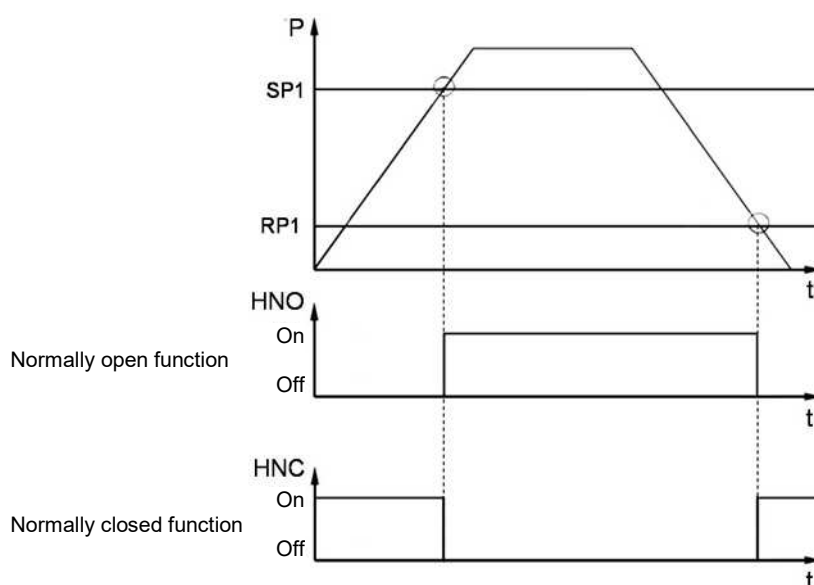 P
SP1
RP1
t
HNO
On
Normally open function
Off
t
HNC
On
Normally closed function
Off
t